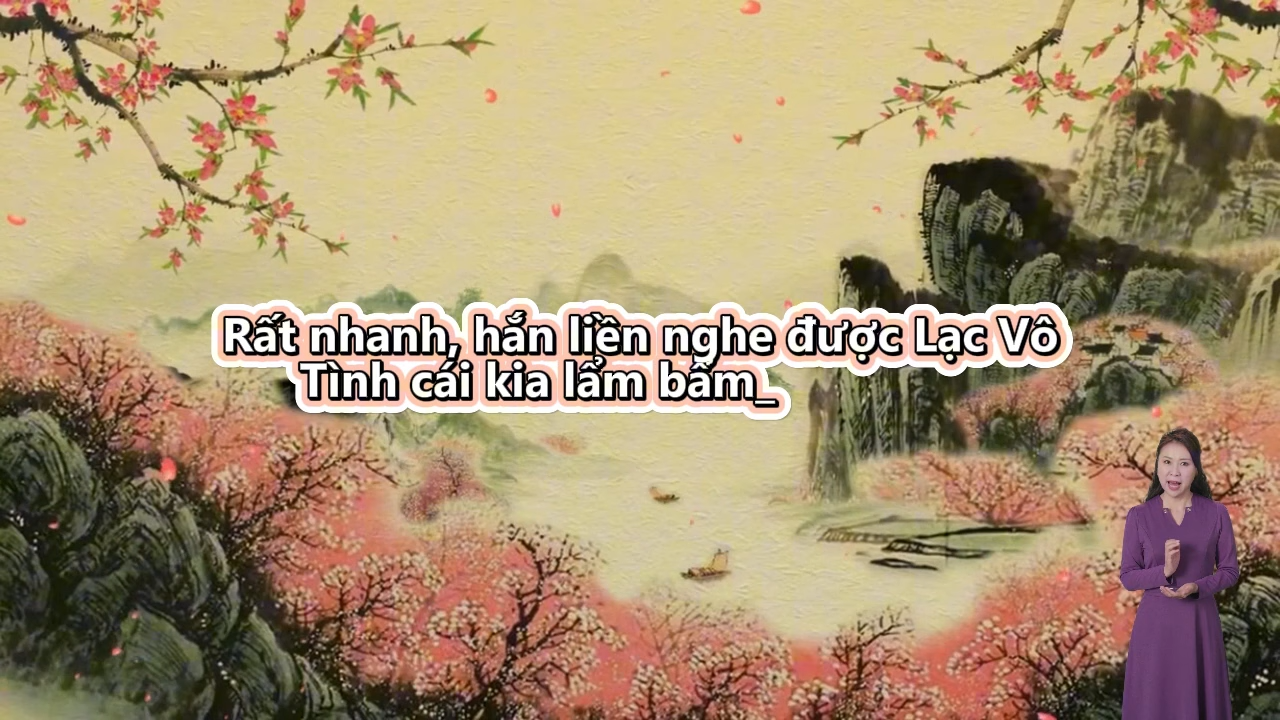 Rất nhanh, hắn liền nghe được Lạc Vô
Tình cái kia lẩm bẩm_